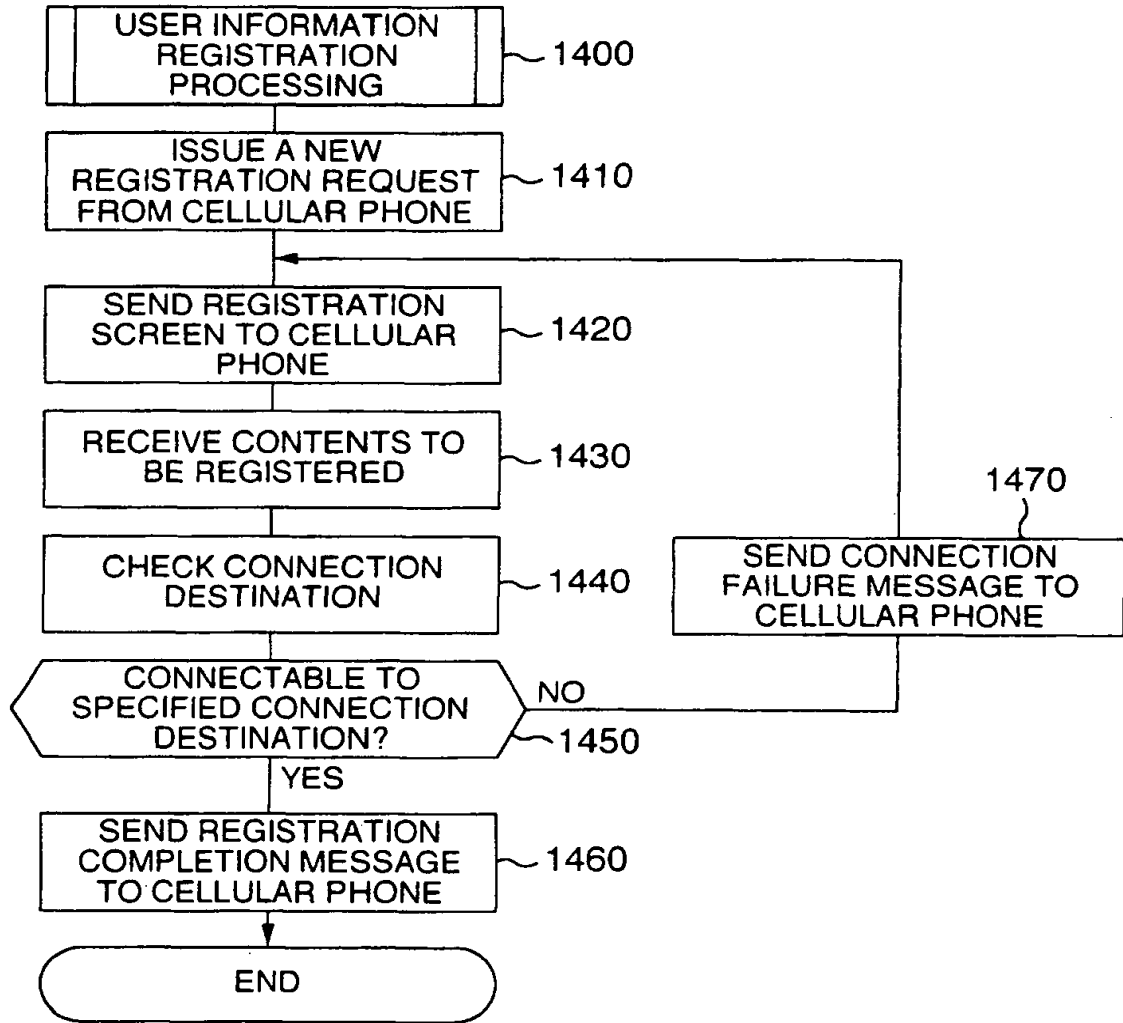 USER INFORMATION
REGISTRATION
PROCESSING
1400
ISSUE A NEW
REGISTRATION REQUEST
FROM CELLULAR PHONE
1410
SEND REGISTRATION
SCREEN TO CELLULAR
PHONE
1420
RECEIVE CONTENTS TO
BE REGISTERED
1430
CHECK CONNECTION
DESTINATION
1440
1470
SEND CONNECTION
FAILURE MESSAGE TO
CELLULAR PHONE
CONNECTABLE TO
SPECIFIED CONNECTION
DESTINATION?
NO
1450
YES
SEND REGISTRATION
COMPLETION MESSAGE
TO CELLULAR PHONE
1460
END